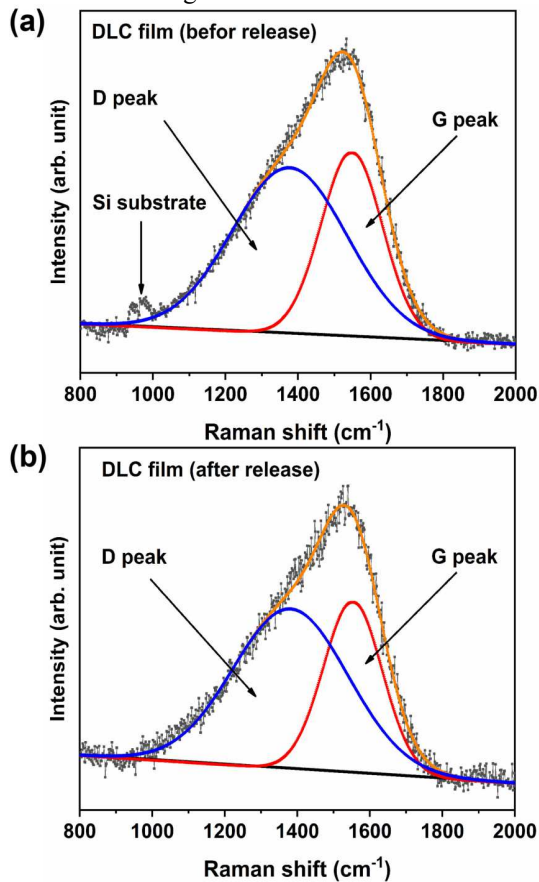 (a)
DLC film (befor release)
D peak
G peak
Si substrate
Intensity (arb. unit)
800 1000 1200 1400 1600 1800 2000
Raman shift (cm-1)
(b)
DLC film (after release)
D peak
G peak
Intensity (arb. unit)
800 1000 1200 1400 1600 1800 2000
Raman shift (cm-1)